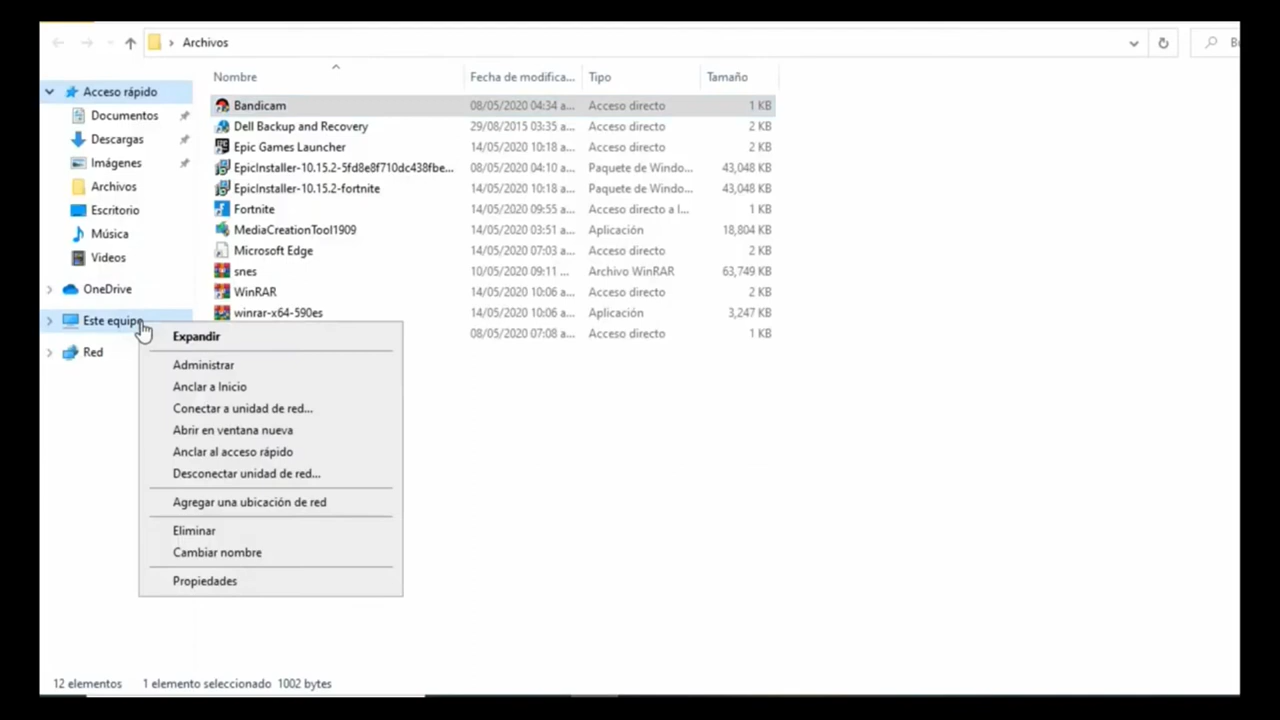 Archivos
Nombre Fecha de modifica... Tipo Tamaño
Acceso rápido
Documentos
Descargas
Imágenes
Archivos
Escritorio
Música
Videos
OneDrive
Este equipo
Red
Bandicam 08/05/2020 04:34 a... Acceso directo 1 KB
Dell Backup and Recovery 29/08/2015 03:35 a... Acceso directo 2 KB
Epic Games Launcher 14/05/2020 10:18 a... Acceso directo 2 KB
EpicInstaller-10.15.2-5fd8e8f710dc438fbe... 08/05/2020 04:10 a... Paquete de Windo... 43,048 KB
EpicInstaller-10.15.2-fortnite 14/05/2020 10:18 a... Paquete de Windo... 43,048 KB
Fortnite 14/05/2020 09:55 a... Acceso directo a I... 1 KB
MediaCreationTool1909 14/05/2020 03:51 a... Aplicación 18,804 KB
Microsoft Edge 14/05/2020 07:03 a... Acceso directo 2 KB
snes 10/05/2020 09:11 ... Archivo WinRAR 63,749 KB
WinRAR 14/05/2020 10:06 a... Acceso directo 2 KB
winrar-x64-590es 14/05/2020 10:06 a... Aplicación 3,247 KB
08/05/2020 07:08 a... Acceso directo 1 KB
Expandir
Administrar
Anclar a Inicio
Conectar a unidad de red...
Abrir en ventana nueva
Anclar al acceso rápido
Desconectar unidad de red...
Agregar una ubicación de red
Eliminar
Cambiar nombre
Propiedades
12 elementos 1 elemento seleccionado 1002 bytes